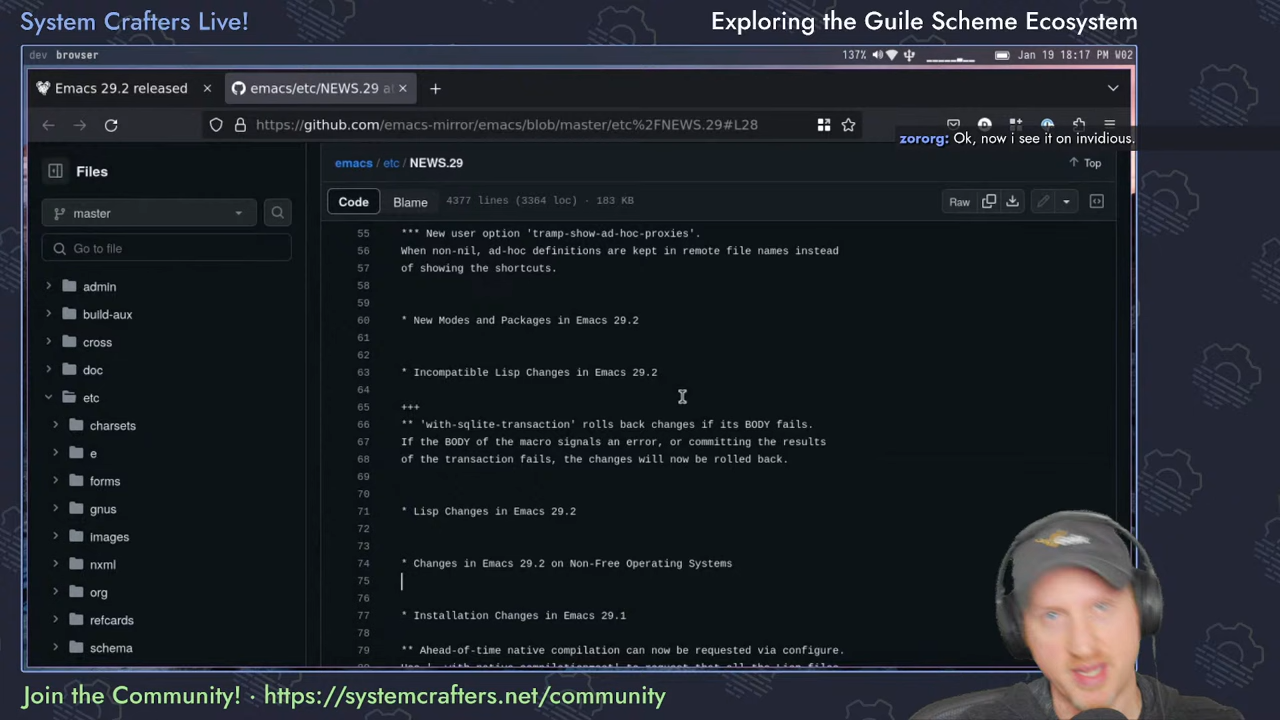 System Crafters Live!
Exploring the Guile Scheme Ecosystem
dev browser
137%
Jan 19 18:17 PM W02
Emacs 29.2 released
emacs/etc/NEWS.29 a
https://github.com/emacs-mirror/emacs/blob/master/etc%2FNEWS.29#L28
zororg: Ok, now i see it on invidious.
Files
emacs / etc / NEWS.29
Top
master
Code
Blame
4377 lines (3364 loc) · 183 KB
Raw
Go to file
admin
build-aux
cross
doc
etc
charsets
e
forms
gnus
images
nxml
org
refcards
schema
55 *** New user option 'tramp-show-ad-hoc-proxies'.
56 When non-nil, ad-hoc definitions are kept in remote file names instead
57 of showing the shortcuts.
58
59
60 * New Modes and Packages in Emacs 29.2
61
62
63 * Incompatible Lisp Changes in Emacs 29.2
64
65 +++
66 ** 'with-sqlite-transaction' rolls back changes if its BODY fails.
67 If the BODY of the macro signals an error, or committing the results
68 of the transaction fails, the changes will now be rolled back.
69
70
71 * Lisp Changes in Emacs 29.2
72
73
74 * Changes in Emacs 29.2 on Non-Free Operating Systems
75
76
77 * Installation Changes in Emacs 29.1
78
79 ** Ahead-of-time native compilation can now be requested via configure.
Join the Community! · https://systemcrafters.net/community